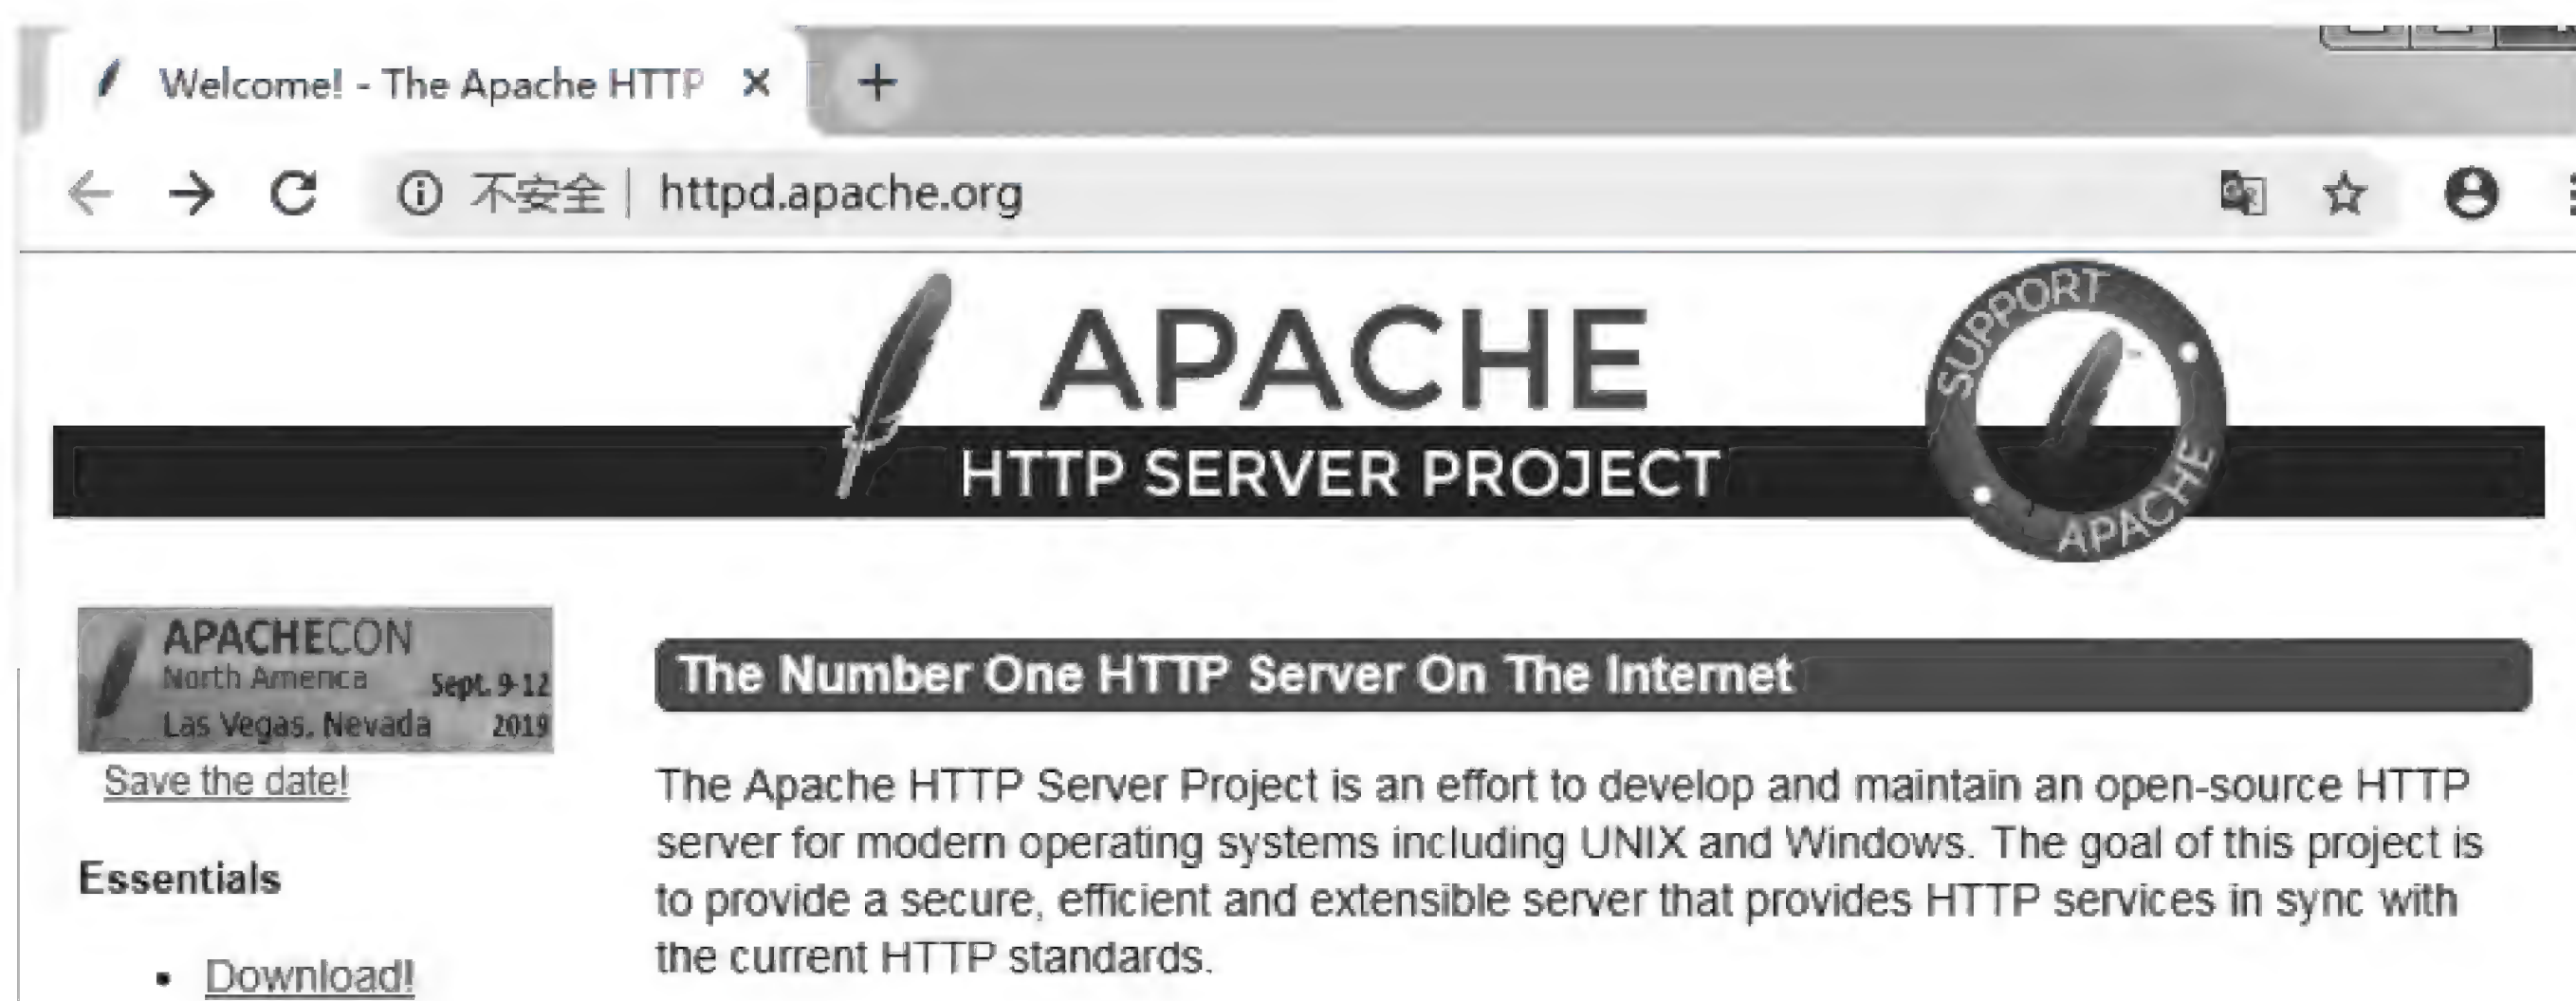 Welcome! - The Apache HTTP
不安全 | httpd.apache.org
APACHE
HTTP SERVER PROJECT
SUPPORT
APACHE
APACHECON
North America
Sept. 9-12
Las Vegas, Nevada
2019
Save the date!
Essentials
• Download!
The Number One HTTP Server On The Internet
The Apache HTTP Server Project is an effort to develop and maintain an open-source HTTP
server for modern operating systems including UNIX and Windows. The goal of this project is
to provide a secure, efficient and extensible server that provides HTTP services in sync with
the current HTTP standards.